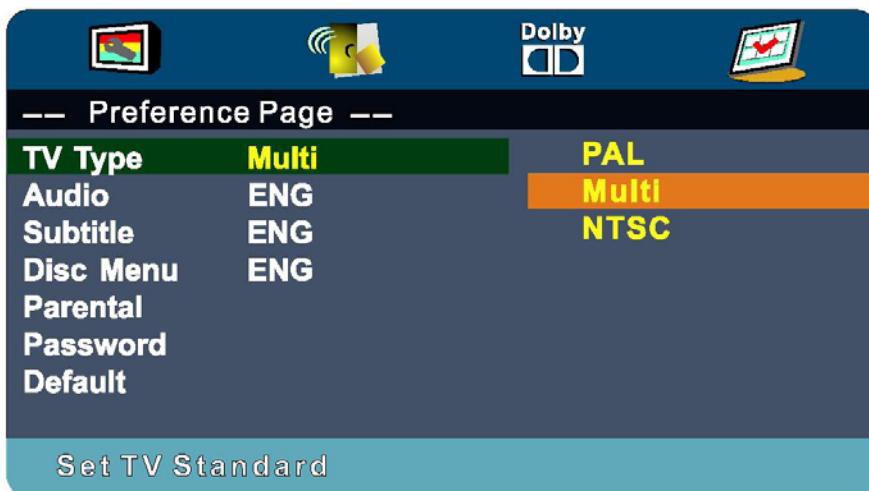 Dolby
-- Preference Page --
TV Type Multi PAL
Audio ENG Multi
Subtitle ENG NTSC
Disc Menu ENG
Parental
Password
Default
Set TV Standard